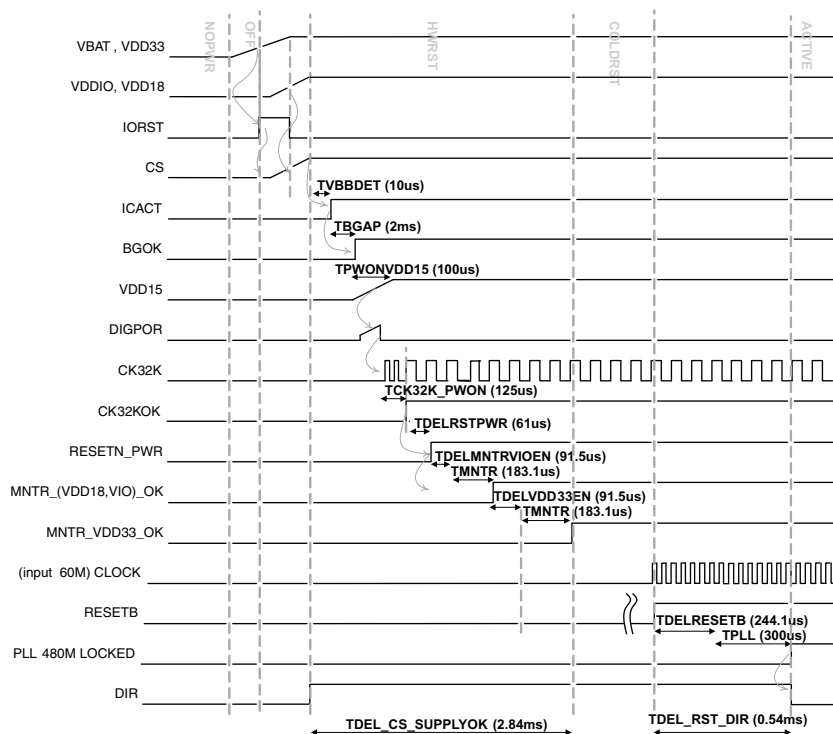 NOPWR
OFF
HWRST
COLDRST
ACTIVE
VBAT , VDD33
VDDIO, VDD18
IORST
CS
TVBBDET (10us)
ICACT
TBGAP (2ms)
BGOK
TPWONVDD15 (100us)
VDD15
DIGPOR
CK32K
TCK32K_PWON (125us)
CK32KOK
TDELRSTPWR (61us)
RESETN_PWR
TDELMNTRVIOEN (91.5us)
TMNTR (183.1us)
MNTR_(VDD18,VIO)_OK
TDELVDD33EN (91.5us)
TMNTR (183.1us)
MNTR_VDD33_OK
(input 60M) CLOCK
RESETB
TDELRESETB (244.1us)
TPLL (300us)
PLL 480M LOCKED
DIR
TDEL_CS_SUPPLYOK (2.84ms)
TDEL_RST_DIR (0.54ms)